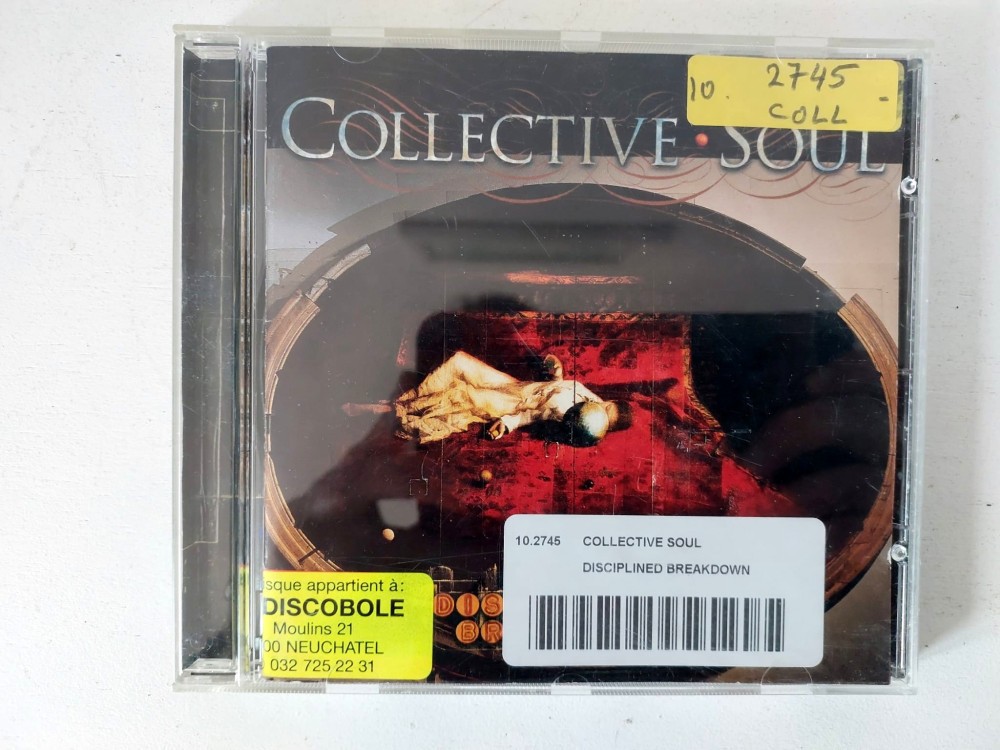 10. 2745 -
COLL
COLLECTIVE • SOUL
10.2745 COLLECTIVE SOUL
DISCIPLINED BREAKDOWN
DIS
BR
sque appartient à :
DISCOBOLE
Moulins 21
00 NEUCHATEL
032 725 22 31